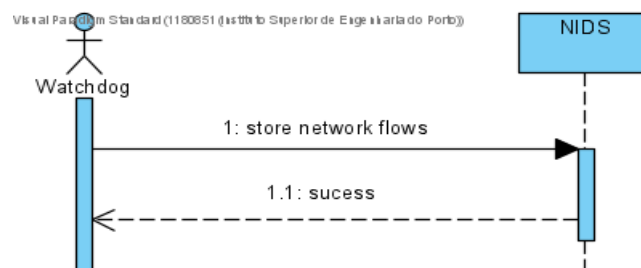 Visual Paradigm Standard (1180851 (Instituto Superior de Engenharia do Porto))
NIDS
Watchdog
1: store network flows
1.1: sucess